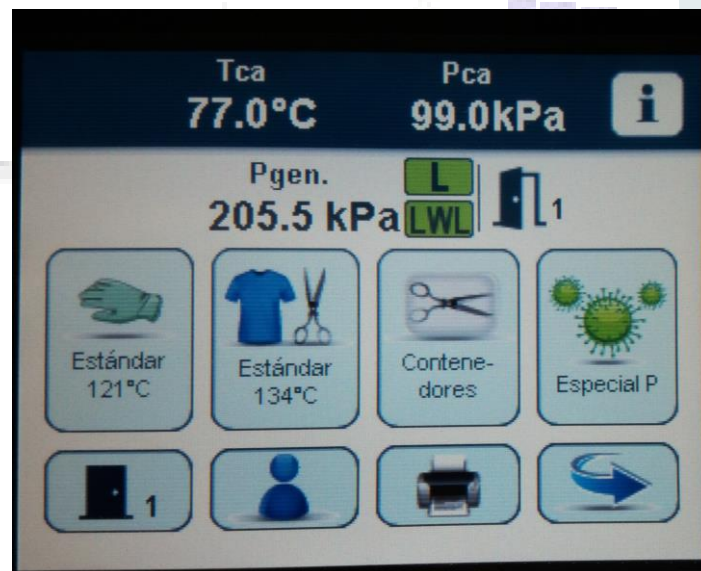 Tca
77.0°C
Pca
99.0kPa
i
Pgen.
205.5 kPa
L
LWL
1
Estándar
121°C
Estándar
134°C
Contene-
dores
Especial P
1